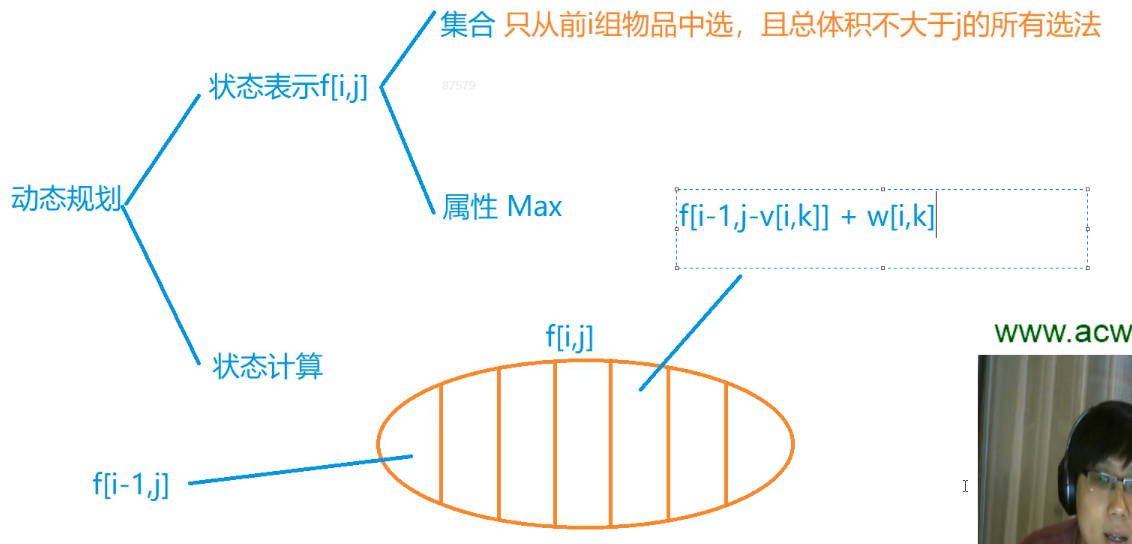 集合 只从前i组物品中选，且总体积不大于j的所有选法
状态表示f[i,j]
87579
动态规划
属性 Max
f[i-1,j-v[i,k]] + w[i,k]
www.acw
f[i,j]
状态计算
f[i-1,j]